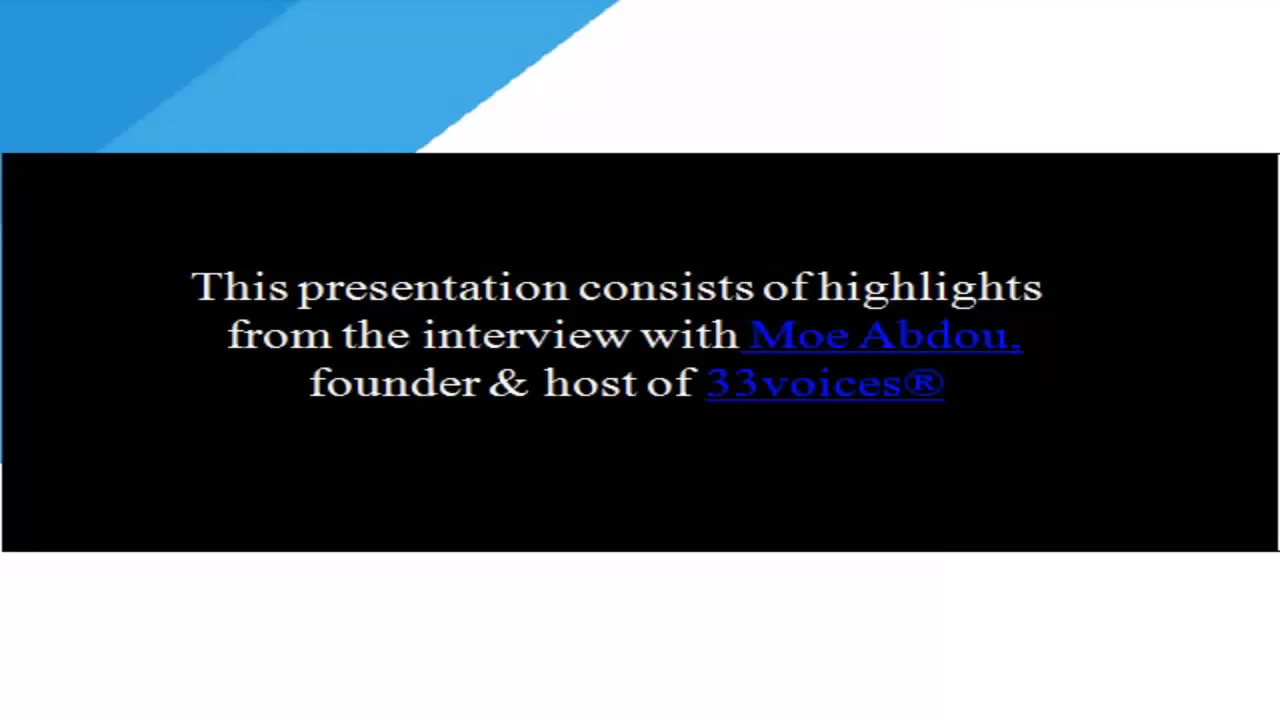 This presentation consists of highlights
from the interview with Moe Abdou,
founder & host of 33voices®